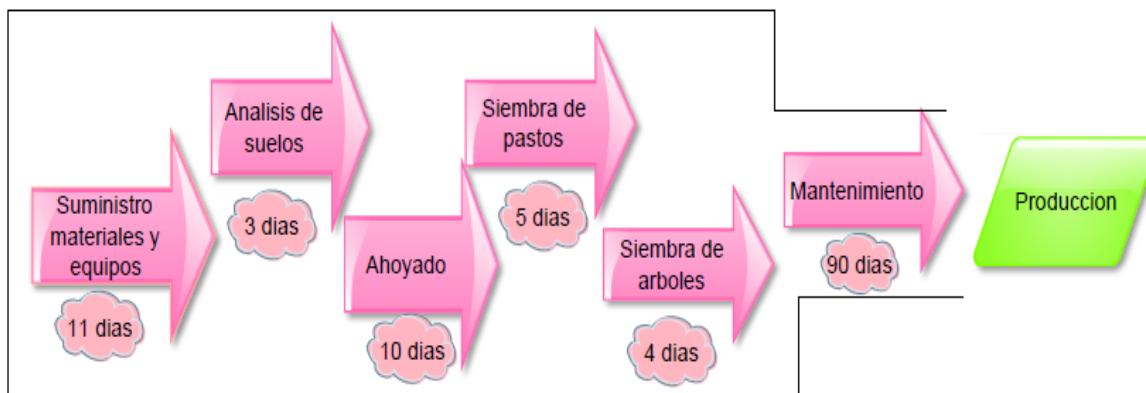 Suministro
materiales y
equipos
11 dias
Analisis de
suelos
3 dias
Ahoyado
10 dias
Siembra de
pastos
5 dias
Siembra de
arboles
4 dias
Mantenimiento
90 dias
Produccion